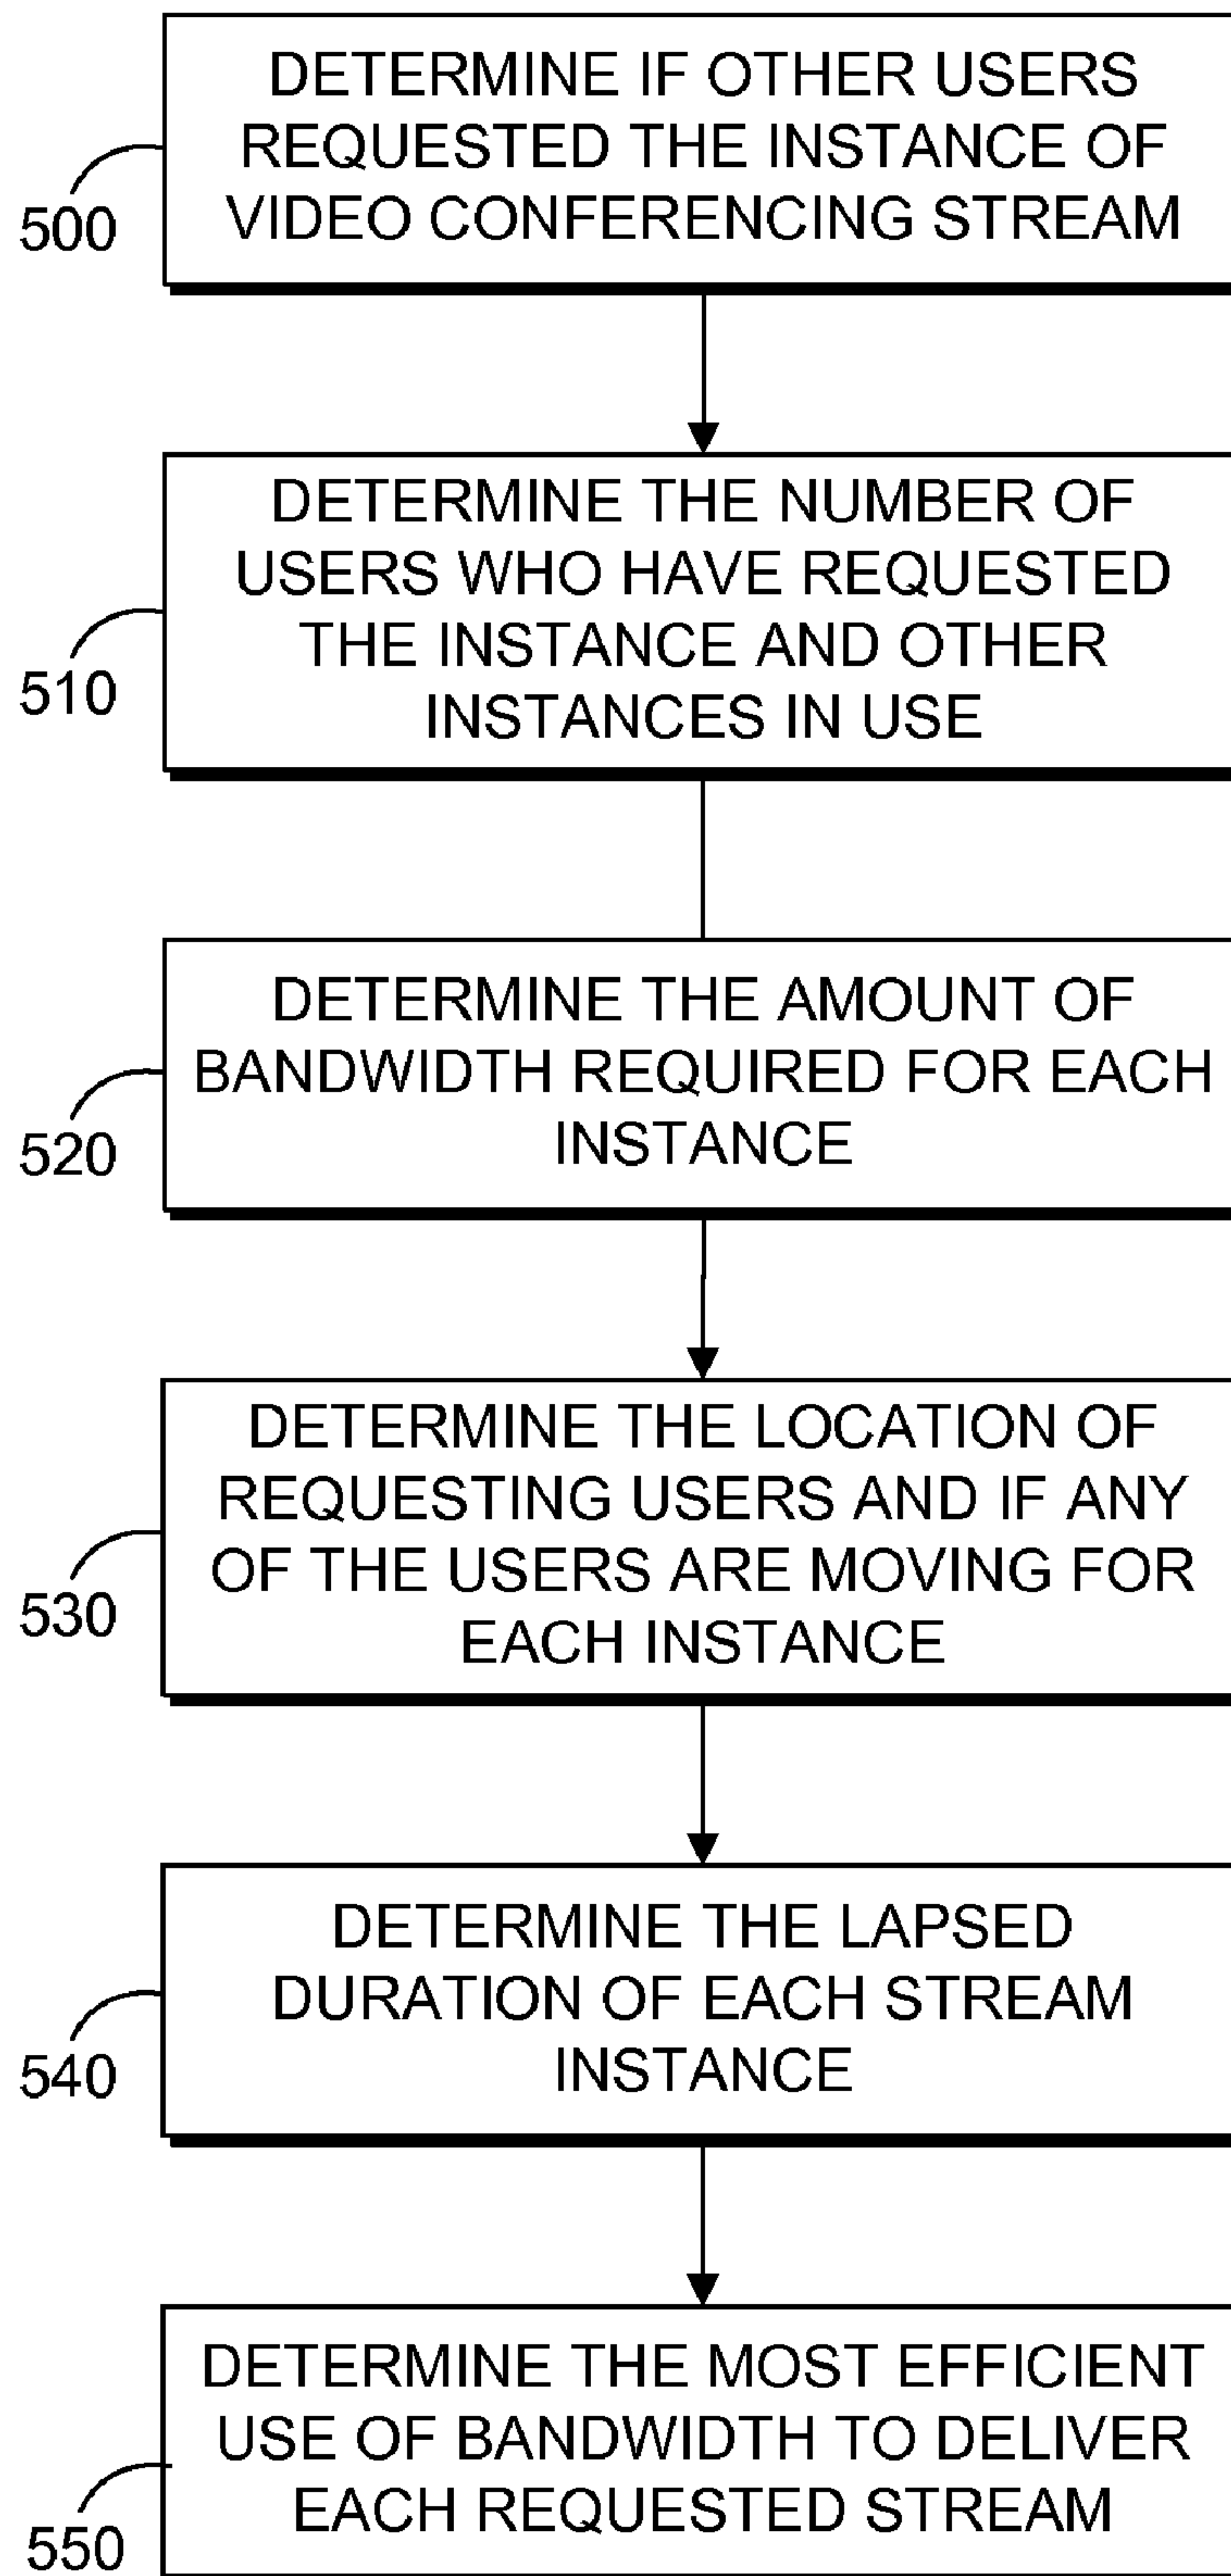 DETERMINE IF OTHER USERS
REQUESTED THE INSTANCE OF
VIDEO CONFERENCING STREAM
500
DETERMINE THE NUMBER OF
USERS WHO HAVE REQUESTED
THE INSTANCE AND OTHER
INSTANCES IN USE
510
DETERMINE THE AMOUNT OF
BANDWIDTH REQUIRED FOR EACH
INSTANCE
520
DETERMINE THE LOCATION OF
REQUESTING USERS AND IF ANY
OF THE USERS ARE MOVING FOR
EACH INSTANCE
530
DETERMINE THE LAPSED
DURATION OF EACH STREAM
INSTANCE
540
DETERMINE THE MOST EFFICIENT
USE OF BANDWIDTH TO DELIVER
EACH REQUESTED STREAM
550